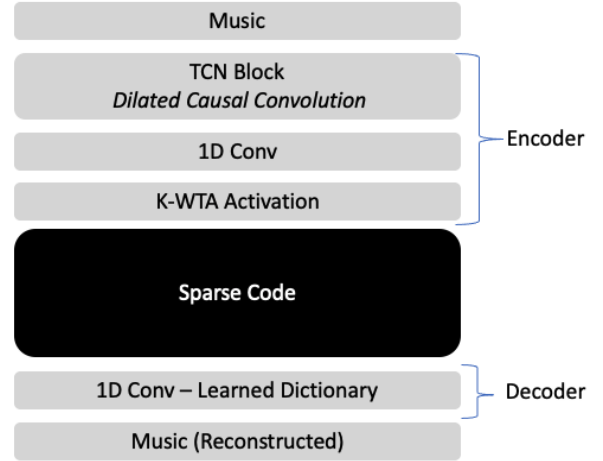 Music
TCN Block
Dilated Causal Convolution
1D Conv
K-WTA Activation
Encoder
Sparse Code
1D Conv – Learned Dictionary
Decoder
Music (Reconstructed)